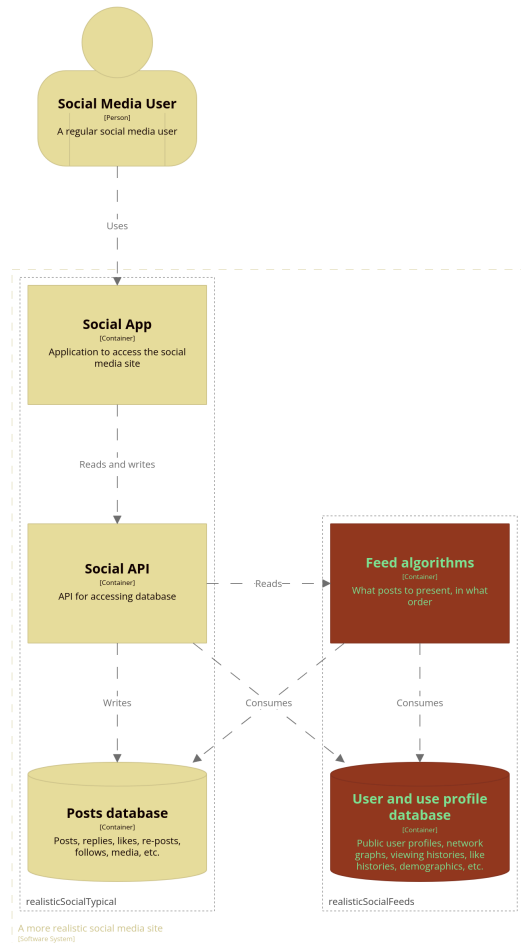 Social Media User
[Person]
A regular social media user
Uses
Social App
[Container]
Application to access the social
media site
Reads and writes
Social API
[Container]
API for accessing database
Reads
Feed algorithms
[Container]
What posts to present, in what
order
Writes
Consumes
Consumes
Posts database
[Container]
Posts, replies, likes, re-posts,
follows, media, etc.
User and use profile
database
[Container]
Public user profiles, network
graphs, viewing histories, like
histories, demographics, etc.
realisticSocialTypical
realisticSocialFeeds
A more realistic social media site
[Software System]